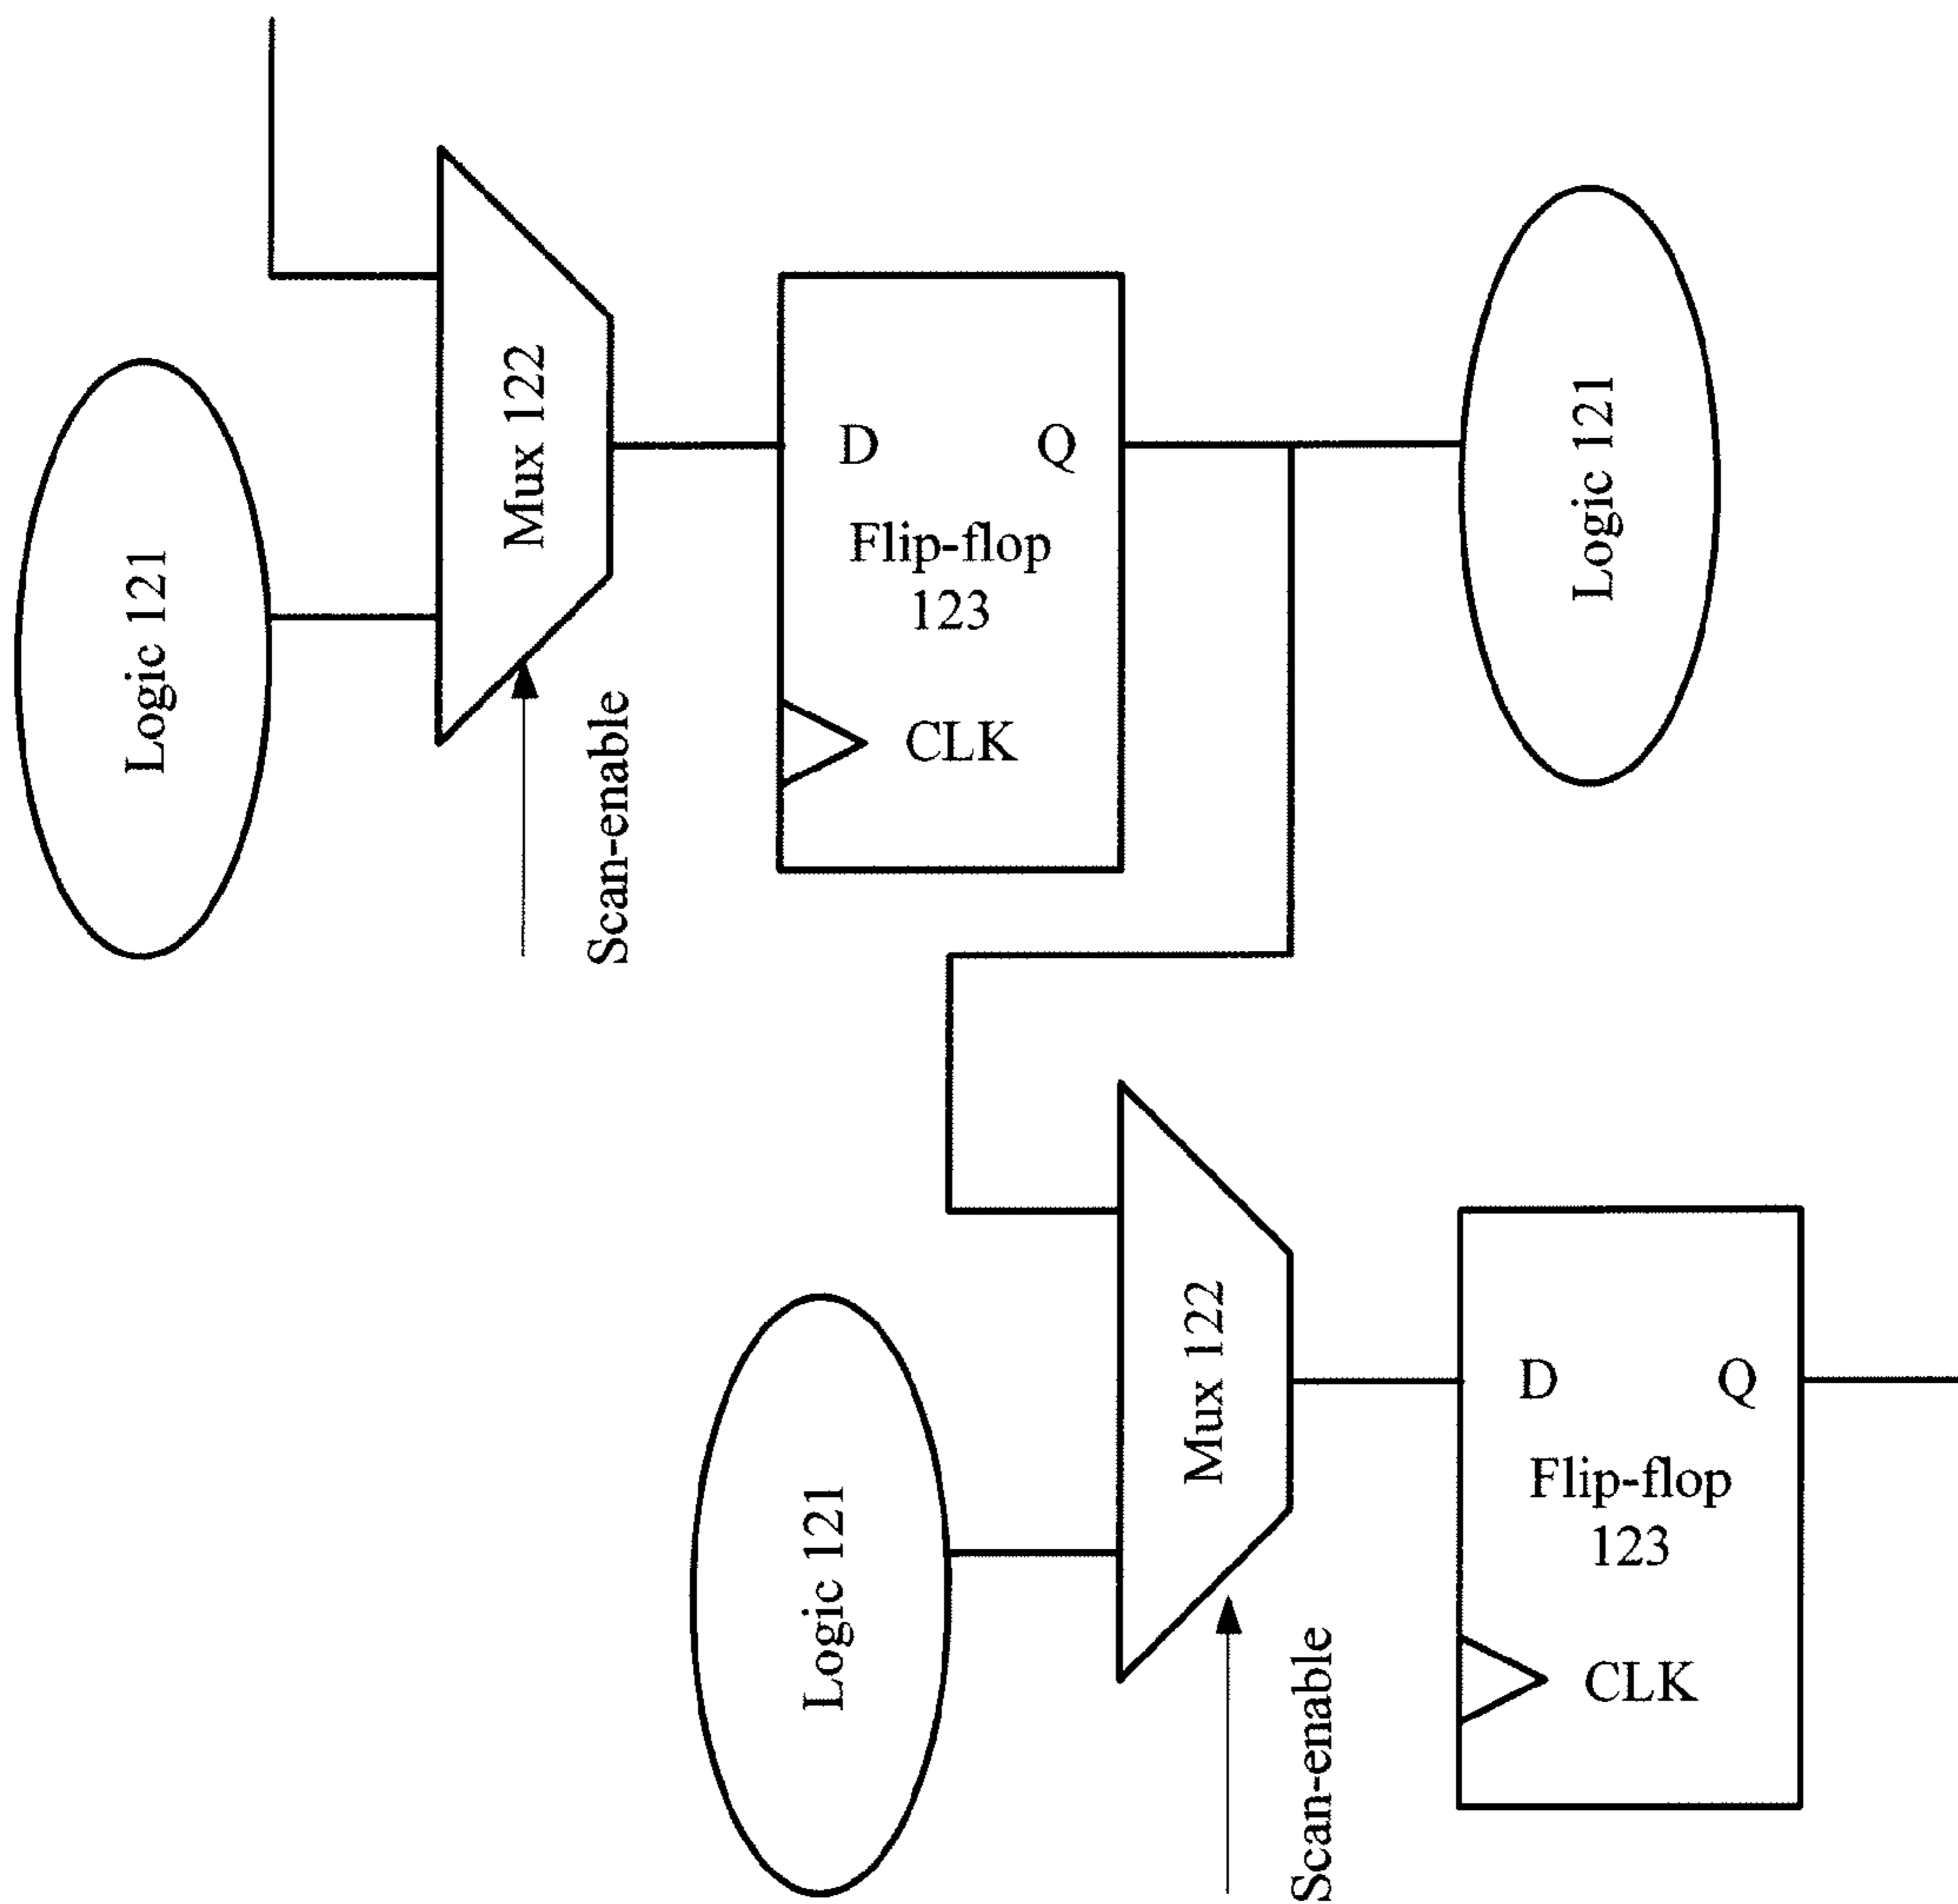 Logic 121
Mux 122
Scan-enable
D
Q
Flip-flop
123
CLK
Logic 121
Logic 121
Mux 122
Scan-enable
D
Q
Flip-flop
123
CLK